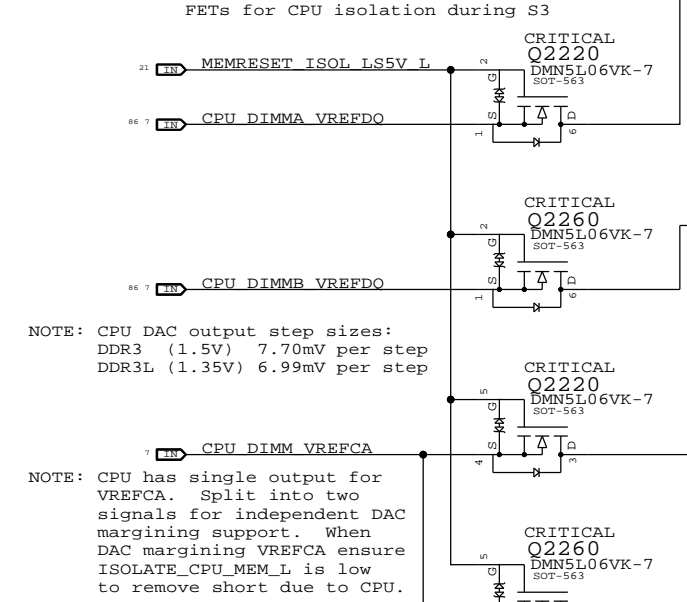 FETs for CPU isolation during S3
CRITICAL
Q2220
DMN5L06VK-7
SOT-563
21 IN MEMRESET_ISOL_LS5V_L
2
G
86 7 IN CPU_DIMMA_VREFDQ
S
D
1
6
CRITICAL
Q2260
DMN5L06VK-7
SOT-563
2
G
86 7 IN CPU_DIMMB_VREFDQ
S
D
1
6
NOTE: CPU DAC output step sizes:
DDR3 (1.5V) 7.70mV per step
DDR3L (1.35V) 6.99mV per step
CRITICAL
Q2220
DMN5L06VK-7
SOT-563
5
G
7 IN CPU_DIMM_VREFCA
S
D
4
3
NOTE: CPU has single output for
VREFCA. Split into two
signals for independent DAC
margining support. When
DAC margining VREFCA ensure
ISOLATE_CPU_MEM_L is low
to remove short due to CPU.
CRITICAL
Q2260
DMN5L06VK-7
SOT-563
5
G